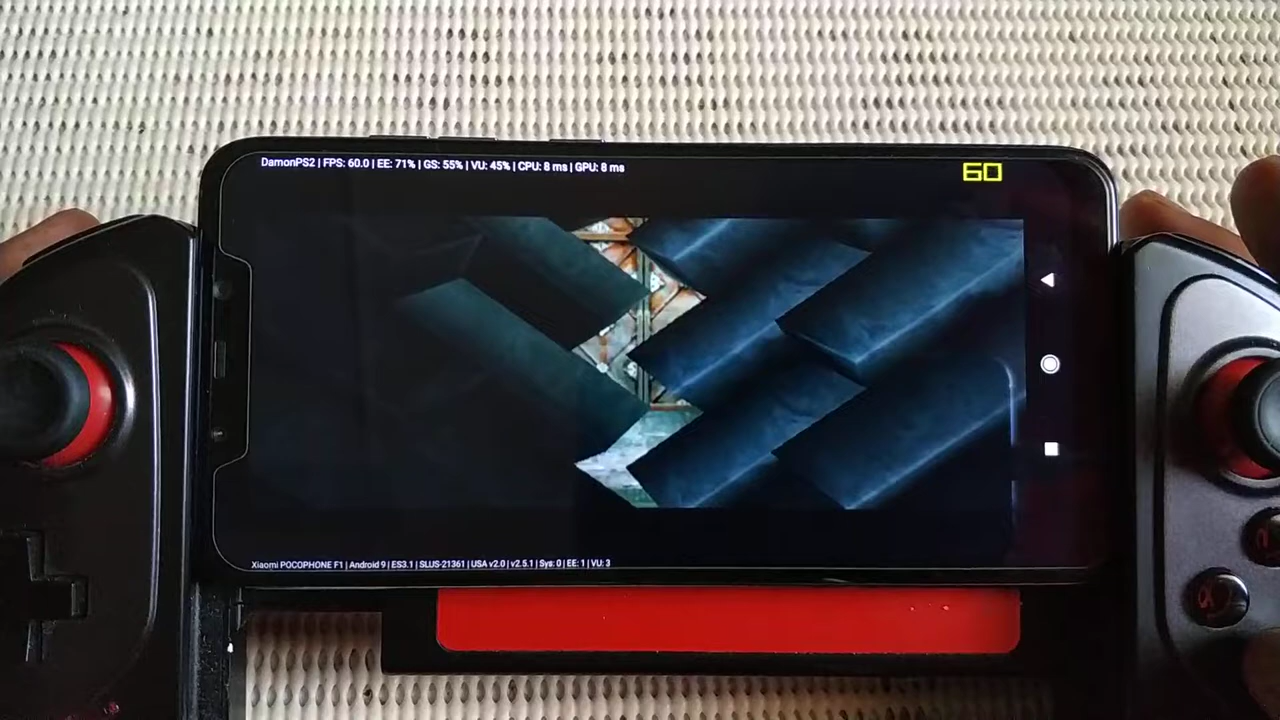 DamonPS2 | FPS: 60.0 | EE: 71% | GS: 55% | VU: 45% | CPU: 8 ms | GPU: 8 ms
60
Xiaomi POCOPHONE F1 | Android 9 | ES3.1 | SLUS-21361 | USA v2.0 | v2.5.1 | Sys: 0 | EE: 1 | VU: 3